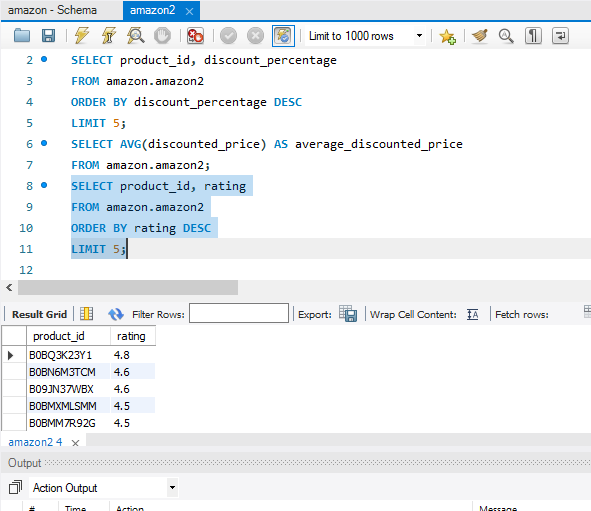 amazon - Schema amazon2
Limit to 1000 rows
2 SELECT product_id, discount_percentage
3 FROM amazon.amazon2
4 ORDER BY discount_percentage DESC
5 LIMIT 5;
6 SELECT AVG(discounted_price) AS average_discounted_price
7 FROM amazon.amazon2;
8 SELECT product_id, rating
9 FROM amazon.amazon2
10 ORDER BY rating DESC
11 LIMIT 5;
12
Result Grid Filter Rows: Export: Wrap Cell Content: Fetch rows:
product_id rating
B0BQ3K23Y1 4.8
B0BN6M3TCM 4.6
B09JN37WBX 4.6
B0BMXMLSMM 4.5
B0BMM7R92G 4.5
amazon2 4
Output
Action Output
# Time Action Message